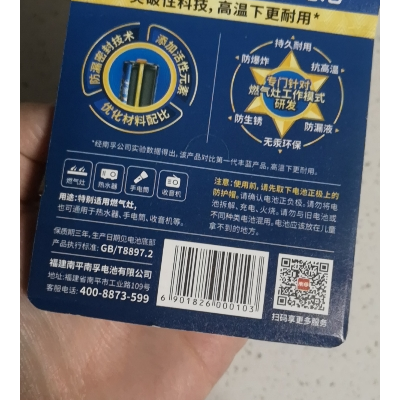 突破性科技，高温下更耐用*
防漏密封技术
添加活性元素
优化材料配比
持久耐用
防爆炸
抗高温
专门针对
燃气灶工作模式
研发
防生锈
防漏液
无汞环保
*经南孚公司实验数据得出，该产品对比第一代丰蓝产品，高温下更耐用。
燃气灶
热水器
手电筒
收音机
用途：特别适用燃气灶，
也可通用于热水器、手电筒、收音机等。
注意：使用前，请先取下电池正极上的
防护帽，请确认电池正负极，请勿将电
池拆解、充电、火烧。请勿与旧电池或
不同种类电池混用，电池应该放在儿童
拿不到的地方。
保质期三年，生产日期见电池底部
产品执行标准：GB/T8897.2
福建南平南孚电池有限公司
地址：福建省南平市工业路109号
客服电话：400-8873-599
6 901826 000103
扫码享更多服务